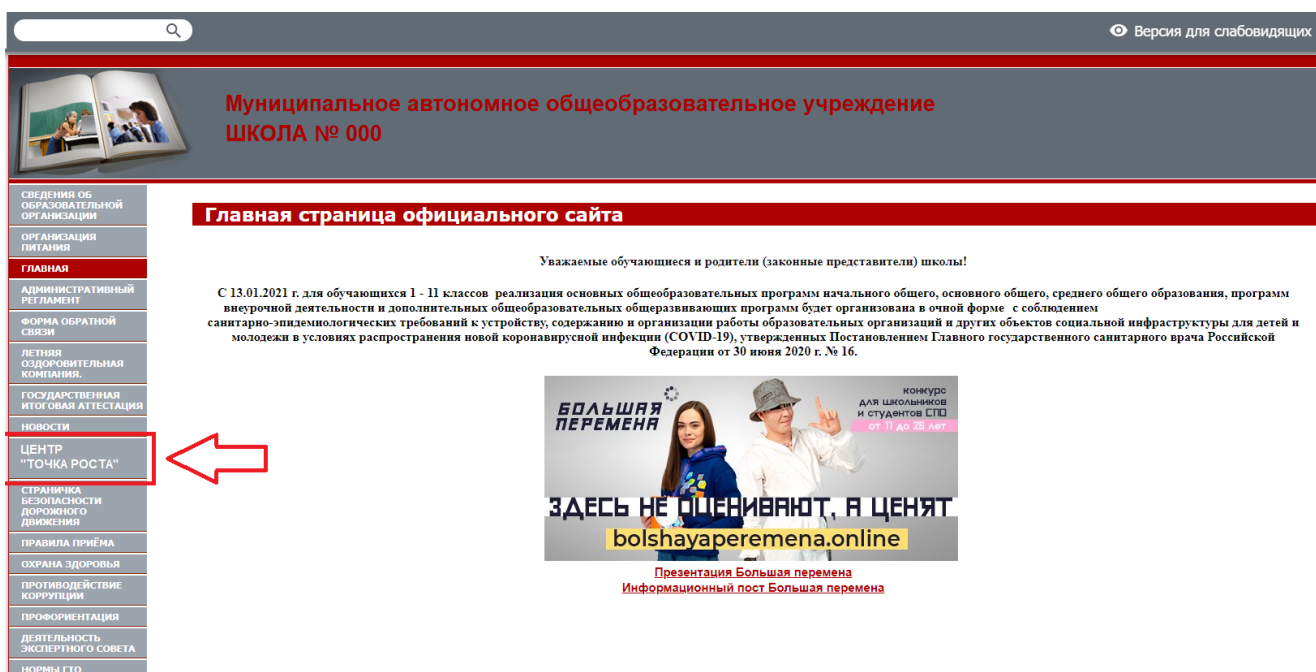 Версия для слабовидящих
Муниципальное автономное общеобразовательное учреждение
ШКОЛА № 000
СВЕДЕНИЯ ОБ
ОБРАЗОВАТЕЛЬНОЙ
ОРГАНИЗАЦИИ
ОРГАНИЗАЦИЯ
ПИТАНИЯ
ГЛАВНАЯ
АДМИНИСТРАТИВНЫЙ
РЕГЛАМЕНТ
ФОРМА ОБРАТНОЙ
СВЯЗИ
ЛЕТНЯЯ
ОЗДОРОВИТЕЛЬНАЯ
КОМПАНИЯ.
ГОСУДАРСТВЕННАЯ
ИТОГОВАЯ АТТЕСТАЦИЯ
НОВОСТИ
ЦЕНТР
"ТОЧКА РОСТА"
СТРАНИЧКА
БЕЗОПАСНОСТИ
ДОРОЖНОГО
ДВИЖЕНИЯ
ПРАВИЛА ПРИЁМА
ОХРАНА ЗДОРОВЬЯ
ПРОТИВОДЕЙСТВИЕ
КОРРУПЦИИ
ПРОФОРИЕНТАЦИЯ
ДЕЯТЕЛЬНОСТЬ
ЭКСПЕРТНОГО СОВЕТА
НОРМЫ ГТО
Главная страница официального сайта
Уважаемые обучающиеся и родители (законные представители) школы!
С 13.01.2021 г. для обучающихся 1 - 11 классов реализация основных общеобразовательных программ начального общего, основного общего, среднего общего образования, программ
внеурочной деятельности и дополнительных общеобразовательных общеразвивающих программ будет организована в очной форме с соблюдением
санитарно-эпидемиологических требований к устройству, содержанию и организации работы образовательных организаций и других объектов социальной инфраструктуры для детей и
молодежи в условиях распространения новой коронавирусной инфекции (COVID-19), утвержденных Постановлением Главного государственного санитарного врача Российской
Федерации от 30 июня 2020 г. № 16.
БОЛЬШАЯ
ПЕРЕМЕНА
КОНКУРС
ДЛЯ ШКОЛЬНИКОВ
И СТУДЕНТОВ СПО
от 11 до 25 лет
ЗДЕСЬ НЕ ОЦЕНИВАЮТ, А ЦЕНЯТ
bolshayaperemena.online
Презентация Большая перемена
Информационный пост Большая перемена